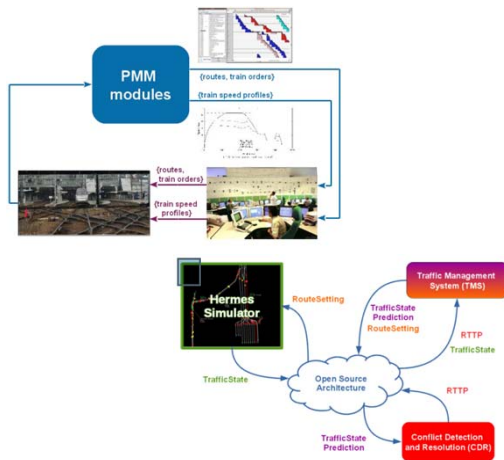 PMM
modules
{routes, train orders}
{train speed profiles}
{routes,
train orders}
{train speed
profiles}
Hermes
Simulator
RouteSetting
TrafficState
Prediction
RouteSetting
Traffic Management
System (TMS)
RTTP
TrafficState
TrafficState
Open Source
Architecture
RTTP
TrafficState
Prediction
Conflict Detection
and Resolution (CDR)